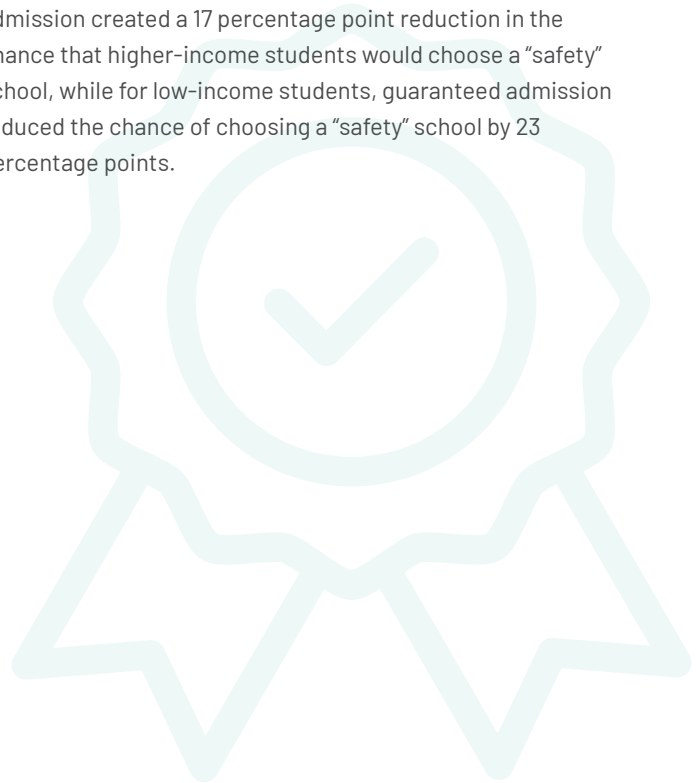 dmission created a 17 percentage point reduction in the
hance that higher-income students would choose a “safety”
chool, while for low-income students, guaranteed admission
duced the chance of choosing a “safety” school by 23
ercentage points.